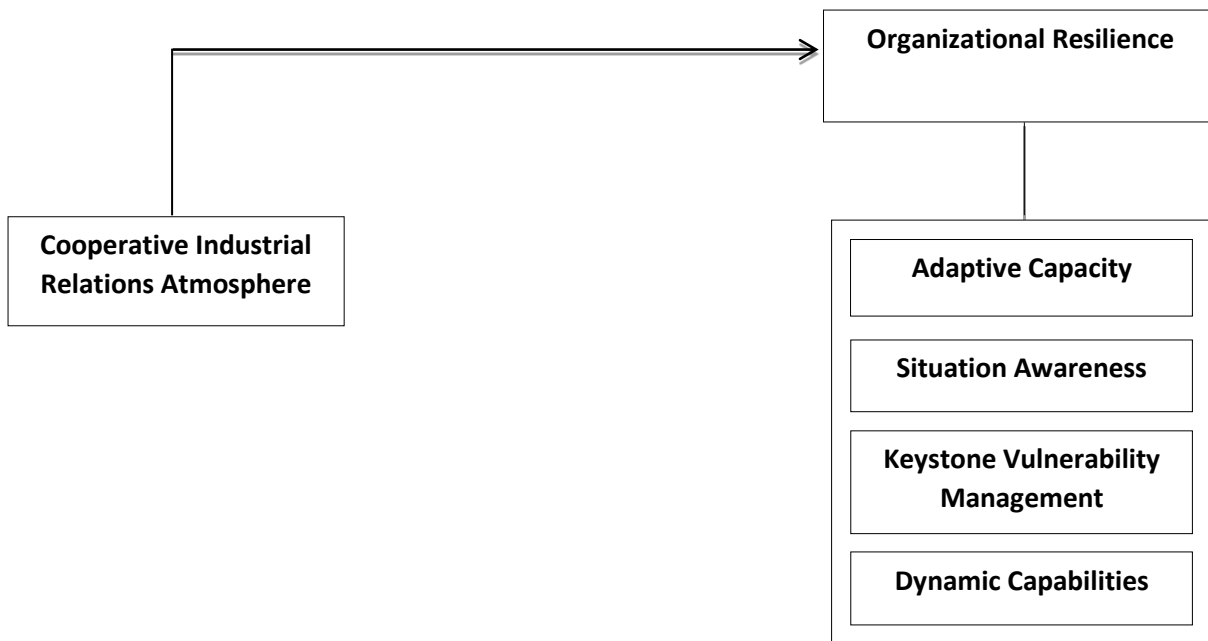 Organizational Resilience
Cooperative Industrial
Relations Atmosphere
Adaptive Capacity
Situation Awareness
Keystone Vulnerability
Management
Dynamic Capabilities